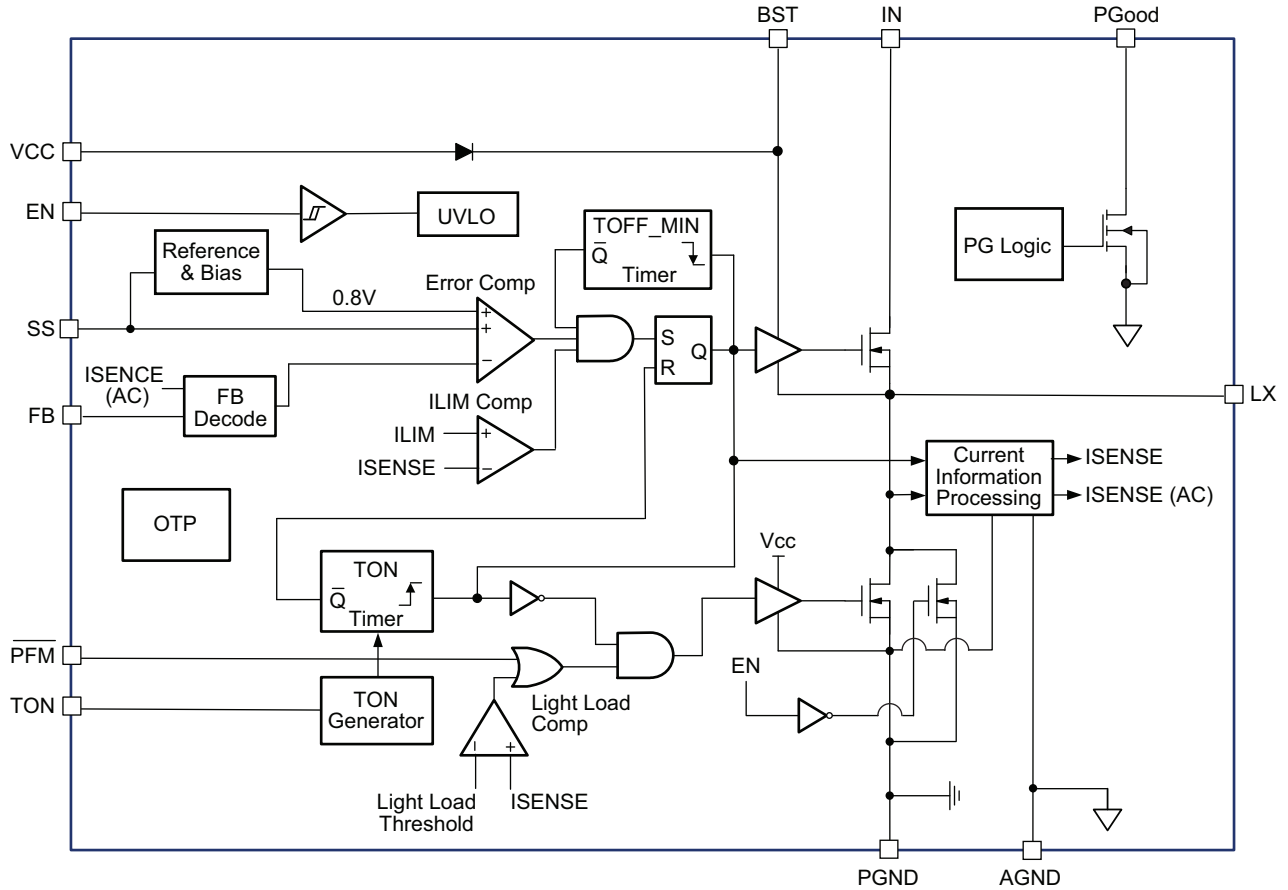 BST
IN
PGood
VCC
EN
UVLO
TOFF_MIN
Q̅
Timer
PG Logic
Reference
& Bias
Error Comp
0.8V
SS
+
+
−
S
R
Q
ISENCE
(AC)
FB
FB
Decode
ILIM Comp
ILIM
+
ISENSE
−
LX
Current
Information
Processing
ISENSE
ISENSE (AC)
OTP
Vcc
TON
Q̅
Timer
P̅F̅M̅
EN
TON
TON
Generator
Light Load
Comp
−
+
Light Load
Threshold
ISENSE
PGND
AGND